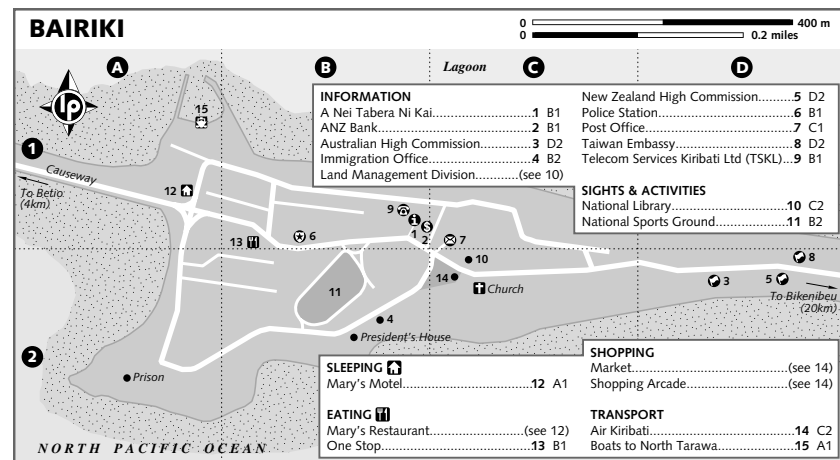 BAIRIKI
0 400 m
0 0.2 miles
A B Lagoon C D
lp
15
INFORMATION
A Nei Tabera Ni Kai......................1 B1
ANZ Bank......................2 B1
Australian High Commission......................3 D2
Immigration Office......................4 B2
Land Management Division......................(see 10)
New Zealand High Commission..........5 D2
Police Station......................6 B1
Post Office......................7 C1
Taiwan Embassy......................8 D2
Telecom Services Kiribati Ltd (TSKL)..9 B1
SIGHTS & ACTIVITIES
National Library......................10 C2
National Sports Ground......................11 B2
1
Causeway
To Betio
(4km)
12
9
1
2
13
6
7
10
8
14
Church
3
5
To Bikenibeu
(20km)
11
4
President's House
2
Prison
SLEEPING
Mary's Motel......................12 A1
EATING
Mary's Restaurant......................(see 12)
One Stop......................13 B1
SHOPPING
Market......................(see 14)
Shopping Arcade......................(see 14)
TRANSPORT
Air Kiribati......................14 C2
Boats to North Tarawa......................15 A1
NORTH PACIFIC OCEAN